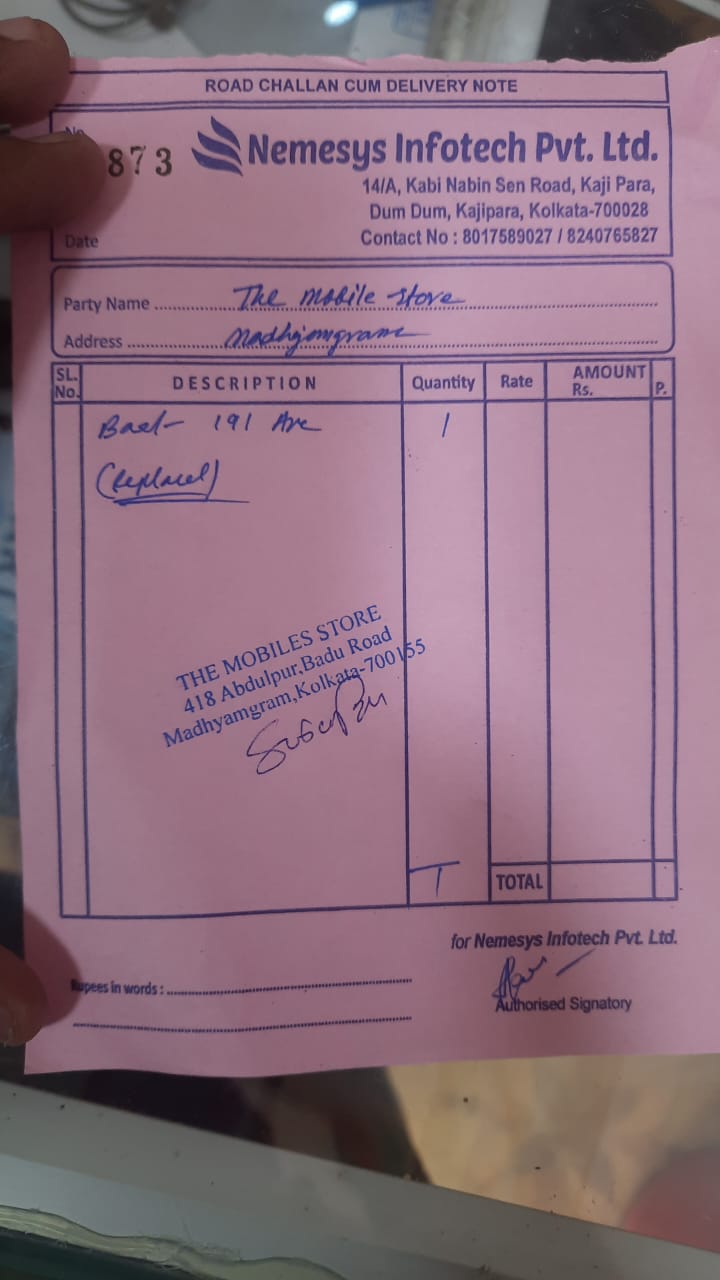 ROAD CHALLAN CUM DELIVERY NOTE
No. 873
Nemesys Infotech Pvt. Ltd.
14/A, Kabi Nabin Sen Road, Kaji Para,
Dum Dum, Kajipara, Kolkata-700028
Date
Contact No : 8017589027 / 8240765827
Party Name The Mobile Store
Address Madhyamgram
SL. No. DESCRIPTION Quantity Rate AMOUNT Rs. P.
191 1
THE MOBILES STORE
418 Abdulpur,Badu Road
Madhyamgram,Kolkata-700155
TOTAL
for Nemesys Infotech Pvt. Ltd.
Rupees in words :
Authorised Signatory